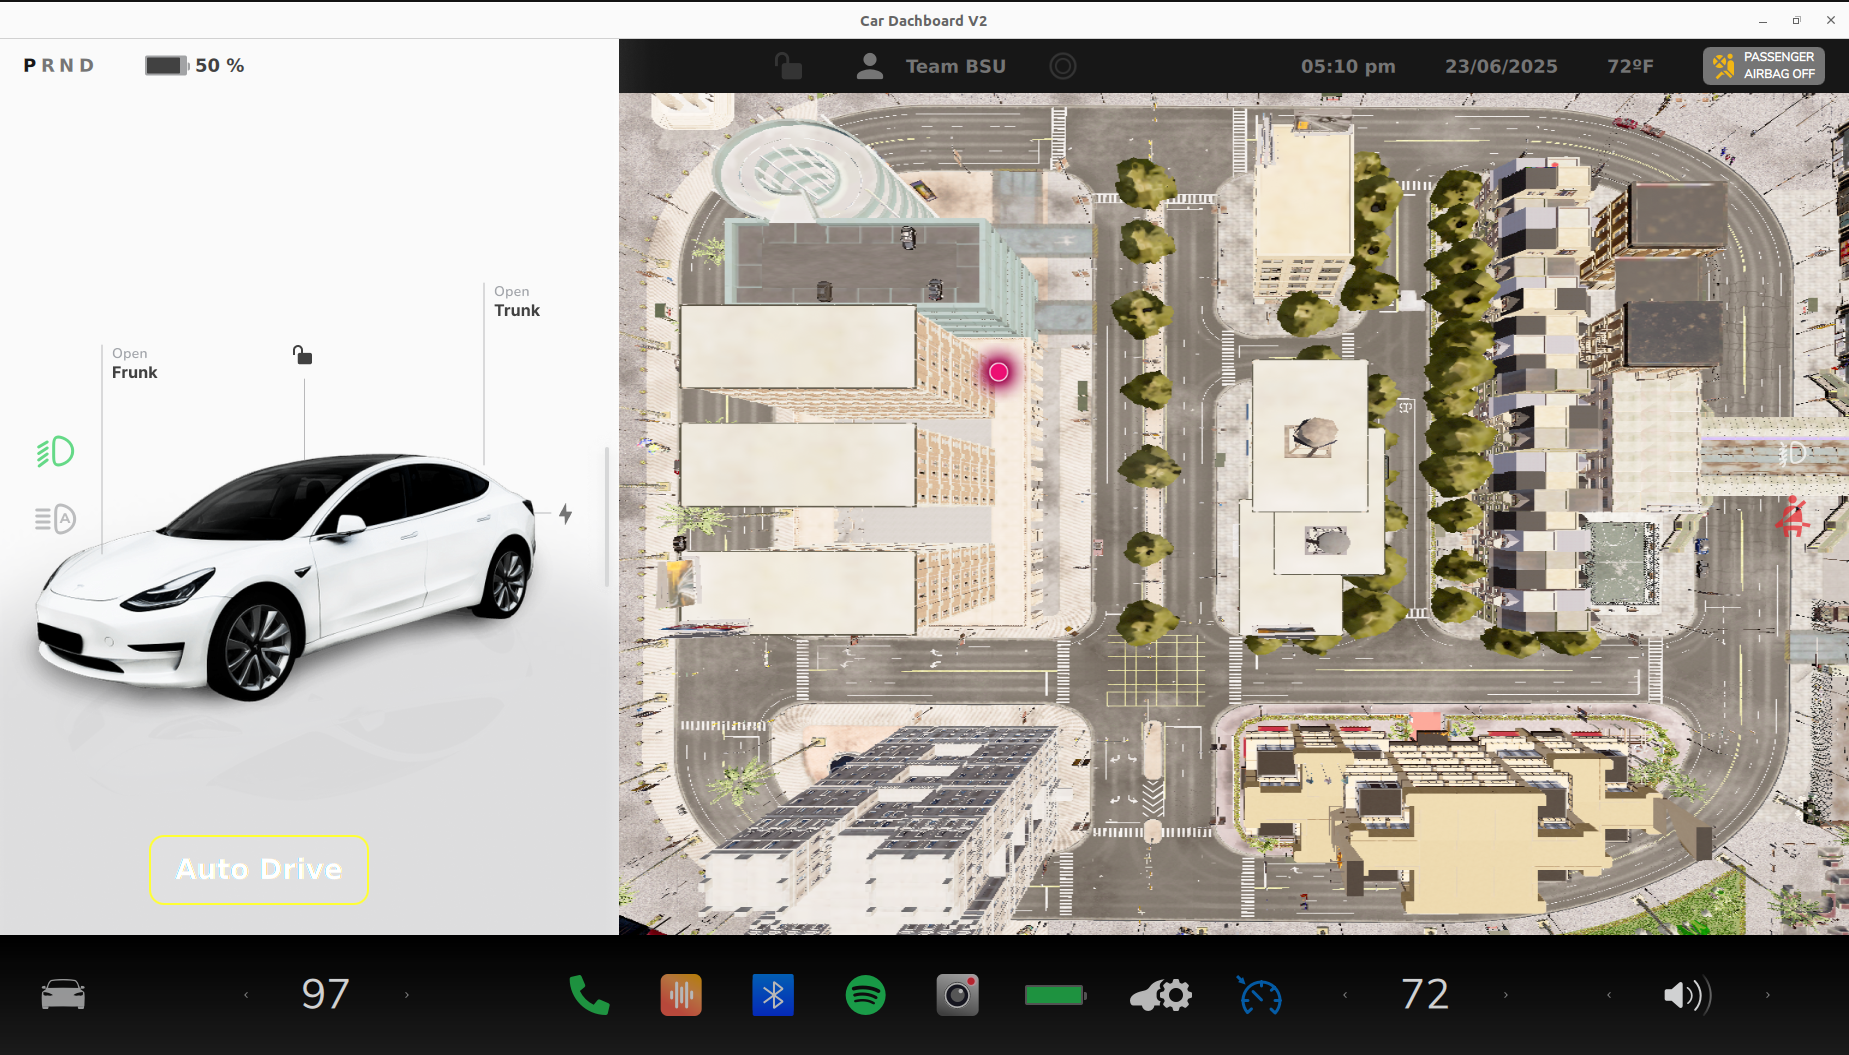 Car Dachboard V2
P R N D
50 %
Team BSU
05:10 pm
23/06/2025
72ºF
PASSENGER
AIRBAG OFF
Open
Trunk
Open
Frunk
A
Auto Drive
97
72